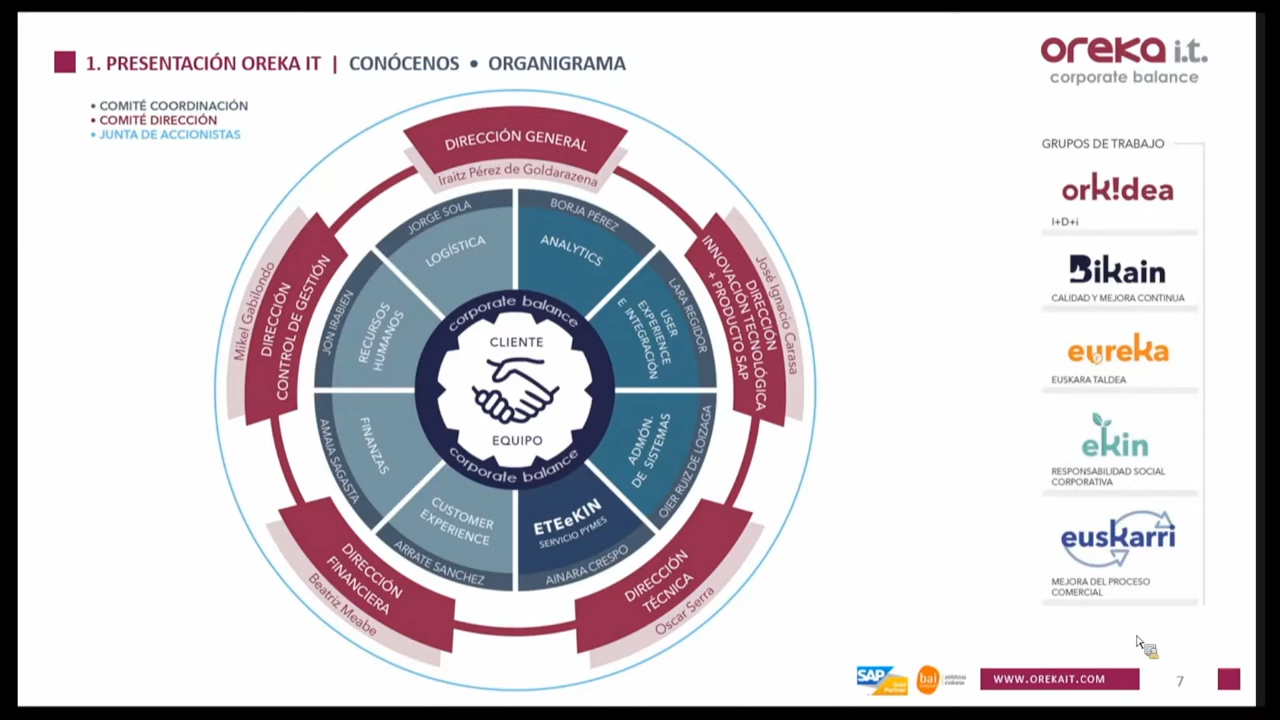 1. PRESENTACIÓN OREKA IT | CONÓCENOS • ORGANIGRAMA
oreka i.t.
corporate balance
• COMITÉ COORDINACIÓN
• COMITÉ DIRECCIÓN
• JUNTA DE ACCIONISTAS
DIRECCIÓN GENERAL
Iraitz Pérez de Goldarazena
DIRECCIÓN
INNOVACIÓN TECNOLÓGICA
+ PRODUCTO SAP
José Ignacio Carasa
DIRECCIÓN
TÉCNICA
Oscar Serra
DIRECCIÓN
FINANCIERA
Beatriz Meabe
DIRECCIÓN
CONTROL DE GESTIÓN
Mikel Gabilondo
JORGE SOLA
LOGÍSTICA
BORJA PÉREZ
ANALYTICS
LARA REGIDOR
USER
EXPERIENCE
E INTEGRACIÓN
OIER RUIZ DE LOIZAGA
ADMÓN.
DE SISTEMAS
ETEeKIN
SERVICIO PYMES
AINARA CRESPO
CUSTOMER
EXPERIENCE
ARRATE SANCHEZ
FINANZAS
AMAIA SAGASTA
RECURSOS
HUMANOS
JON IRABIEN
corporate balance
CLIENTE
EQUIPO
corporate balance
GRUPOS DE TRABAJO
ork!dea
I+D+i
Bikain
CALIDAD Y MEJORA CONTINUA
eureka
EUSKARA TALDEA
ekin
RESPONSABILIDAD SOCIAL
CORPORATIVA
euskarri
MEJORA DEL PROCESO
COMERCIAL
SAP
Gold
Partner
bai
WWW.OREKAIT.COM
7